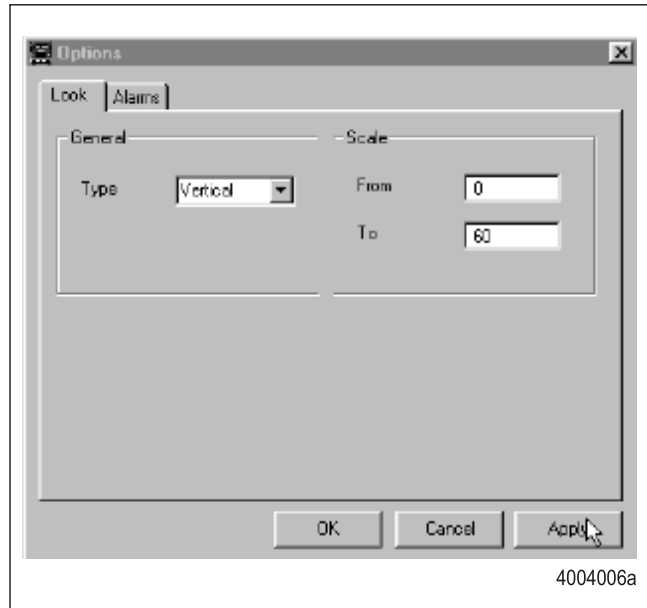 Options
Look Alarms
General Scale
Type Vertical From 0
To 60
OK Cancel Apply
4004006a